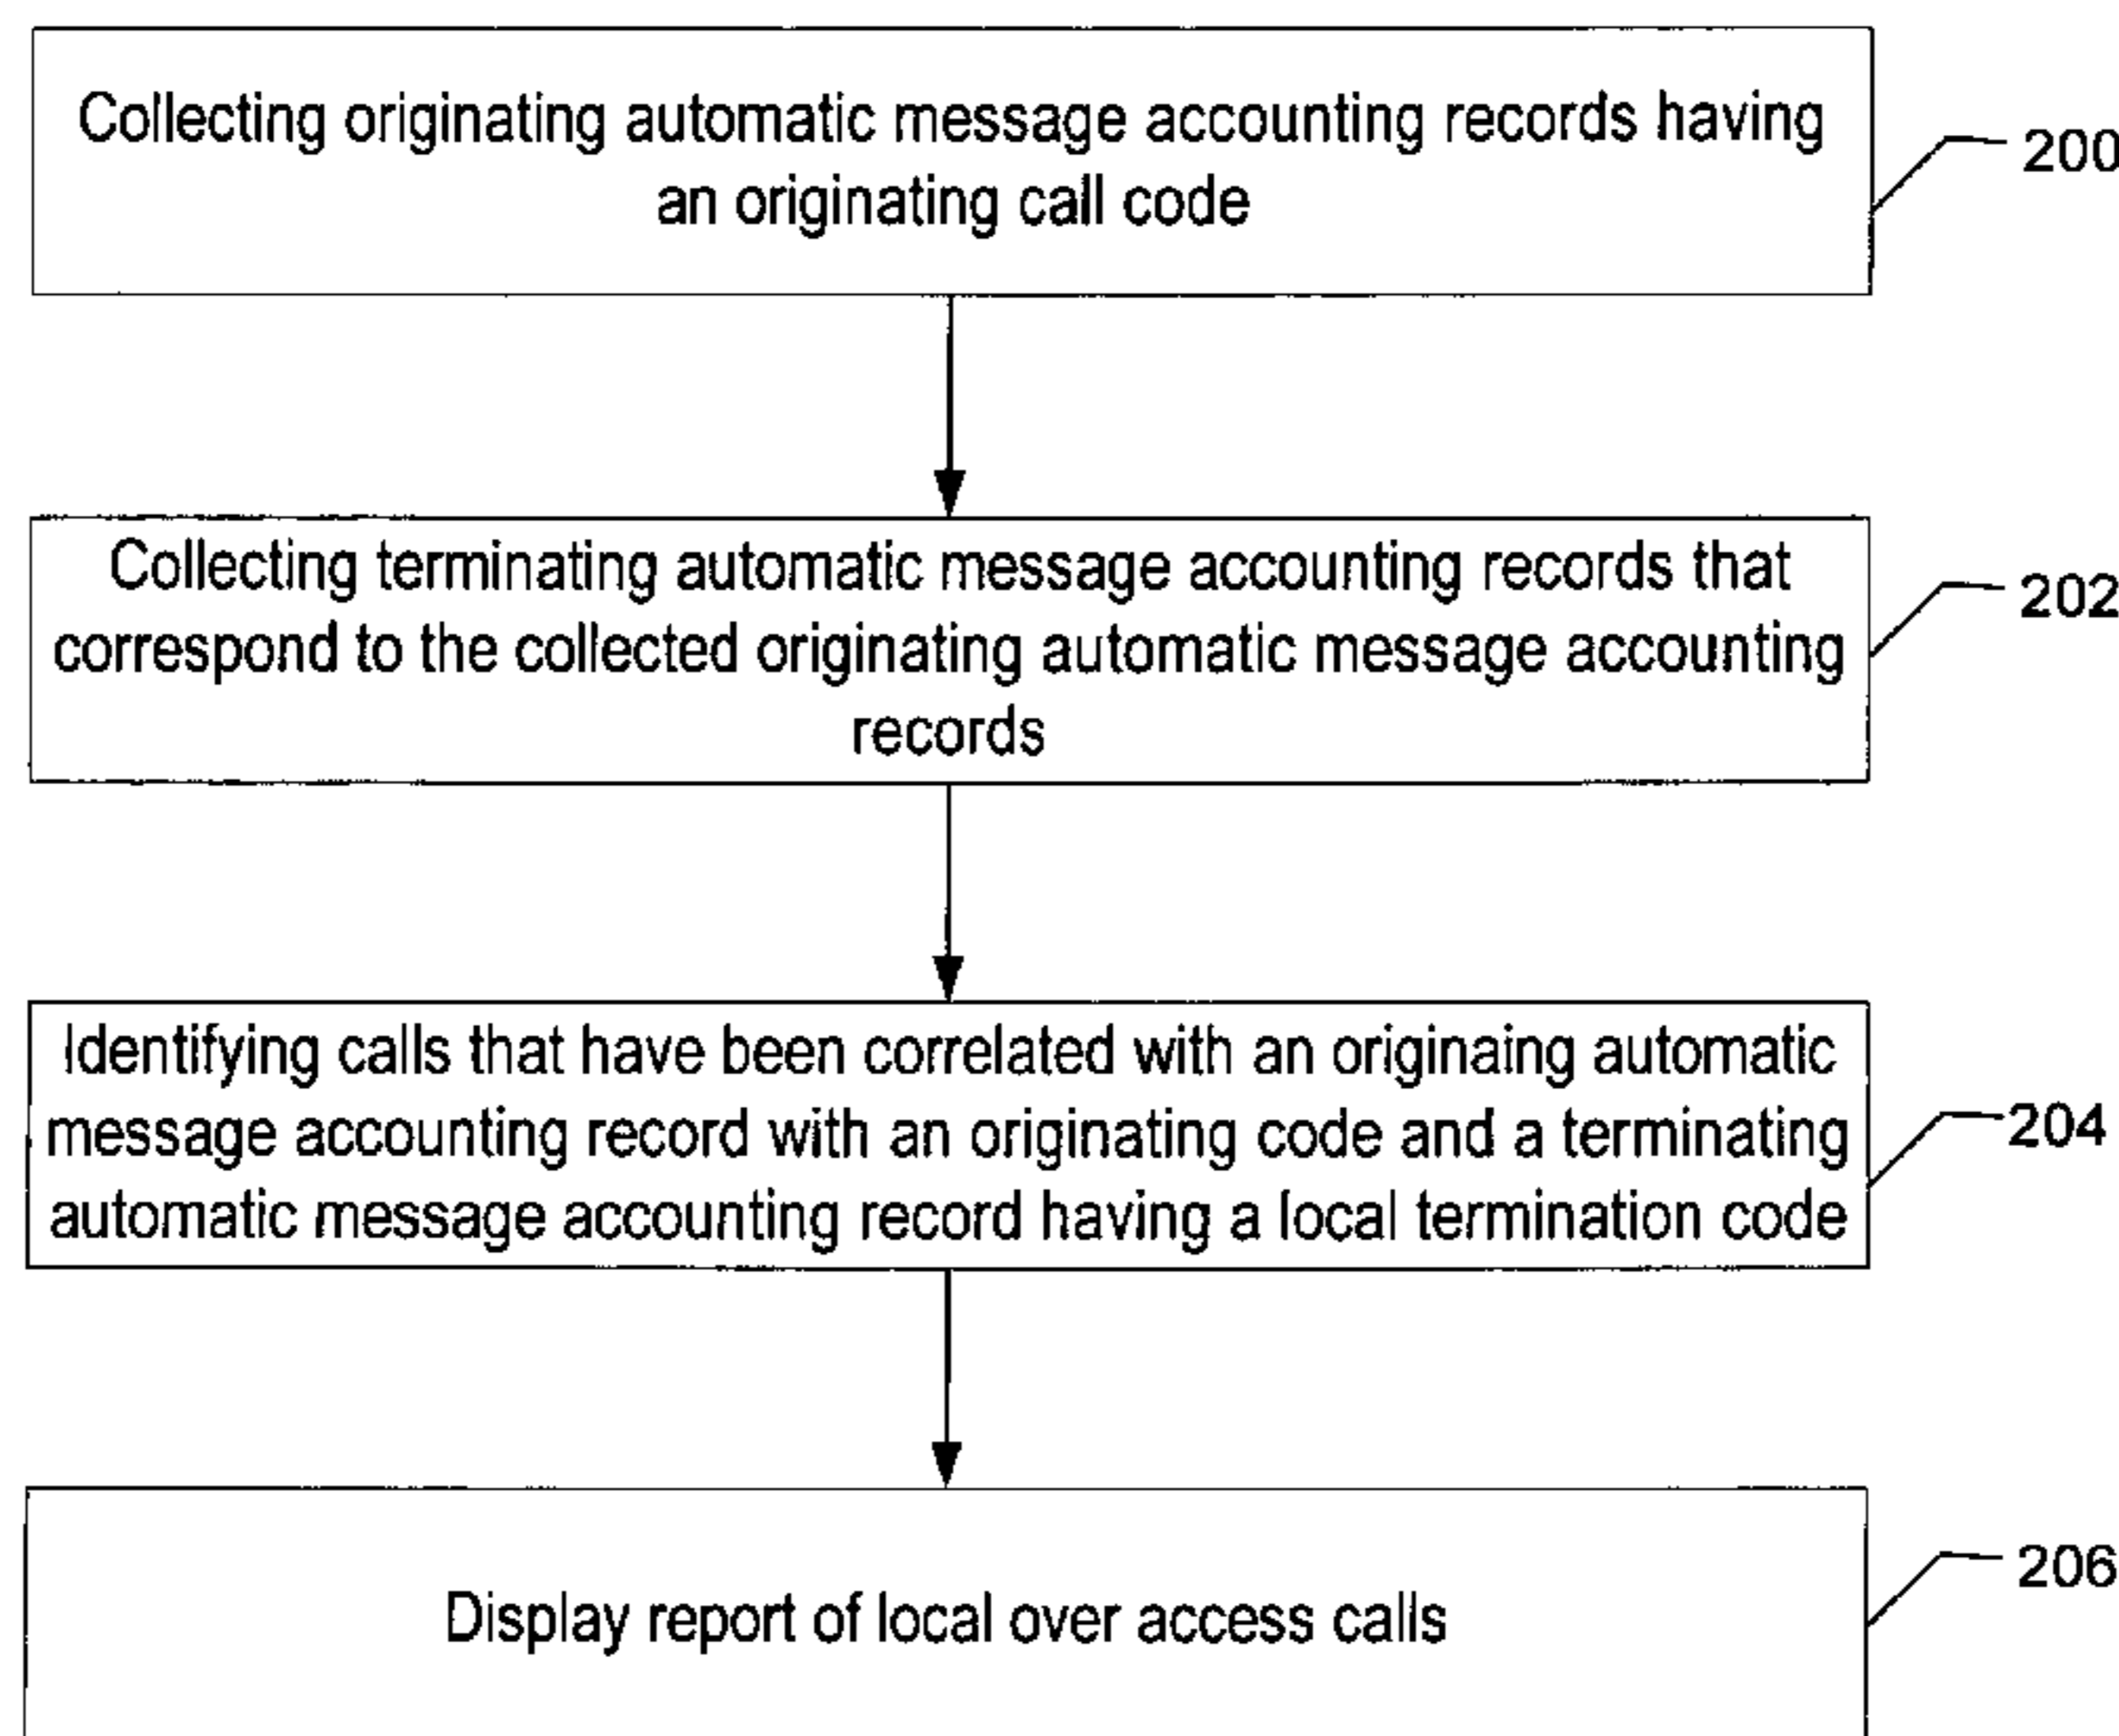 Collecting originating automatic message accounting records having
an originating call code
200
Collecting terminating automatic message accounting records that
correspond to the collected originating automatic message accounting
records
202
Identifying calls that have been correlated with an originaing automatic
message accounting record with an originating code and a terminating
automatic message accounting record having a local termination code
204
Display report of local over access calls
206